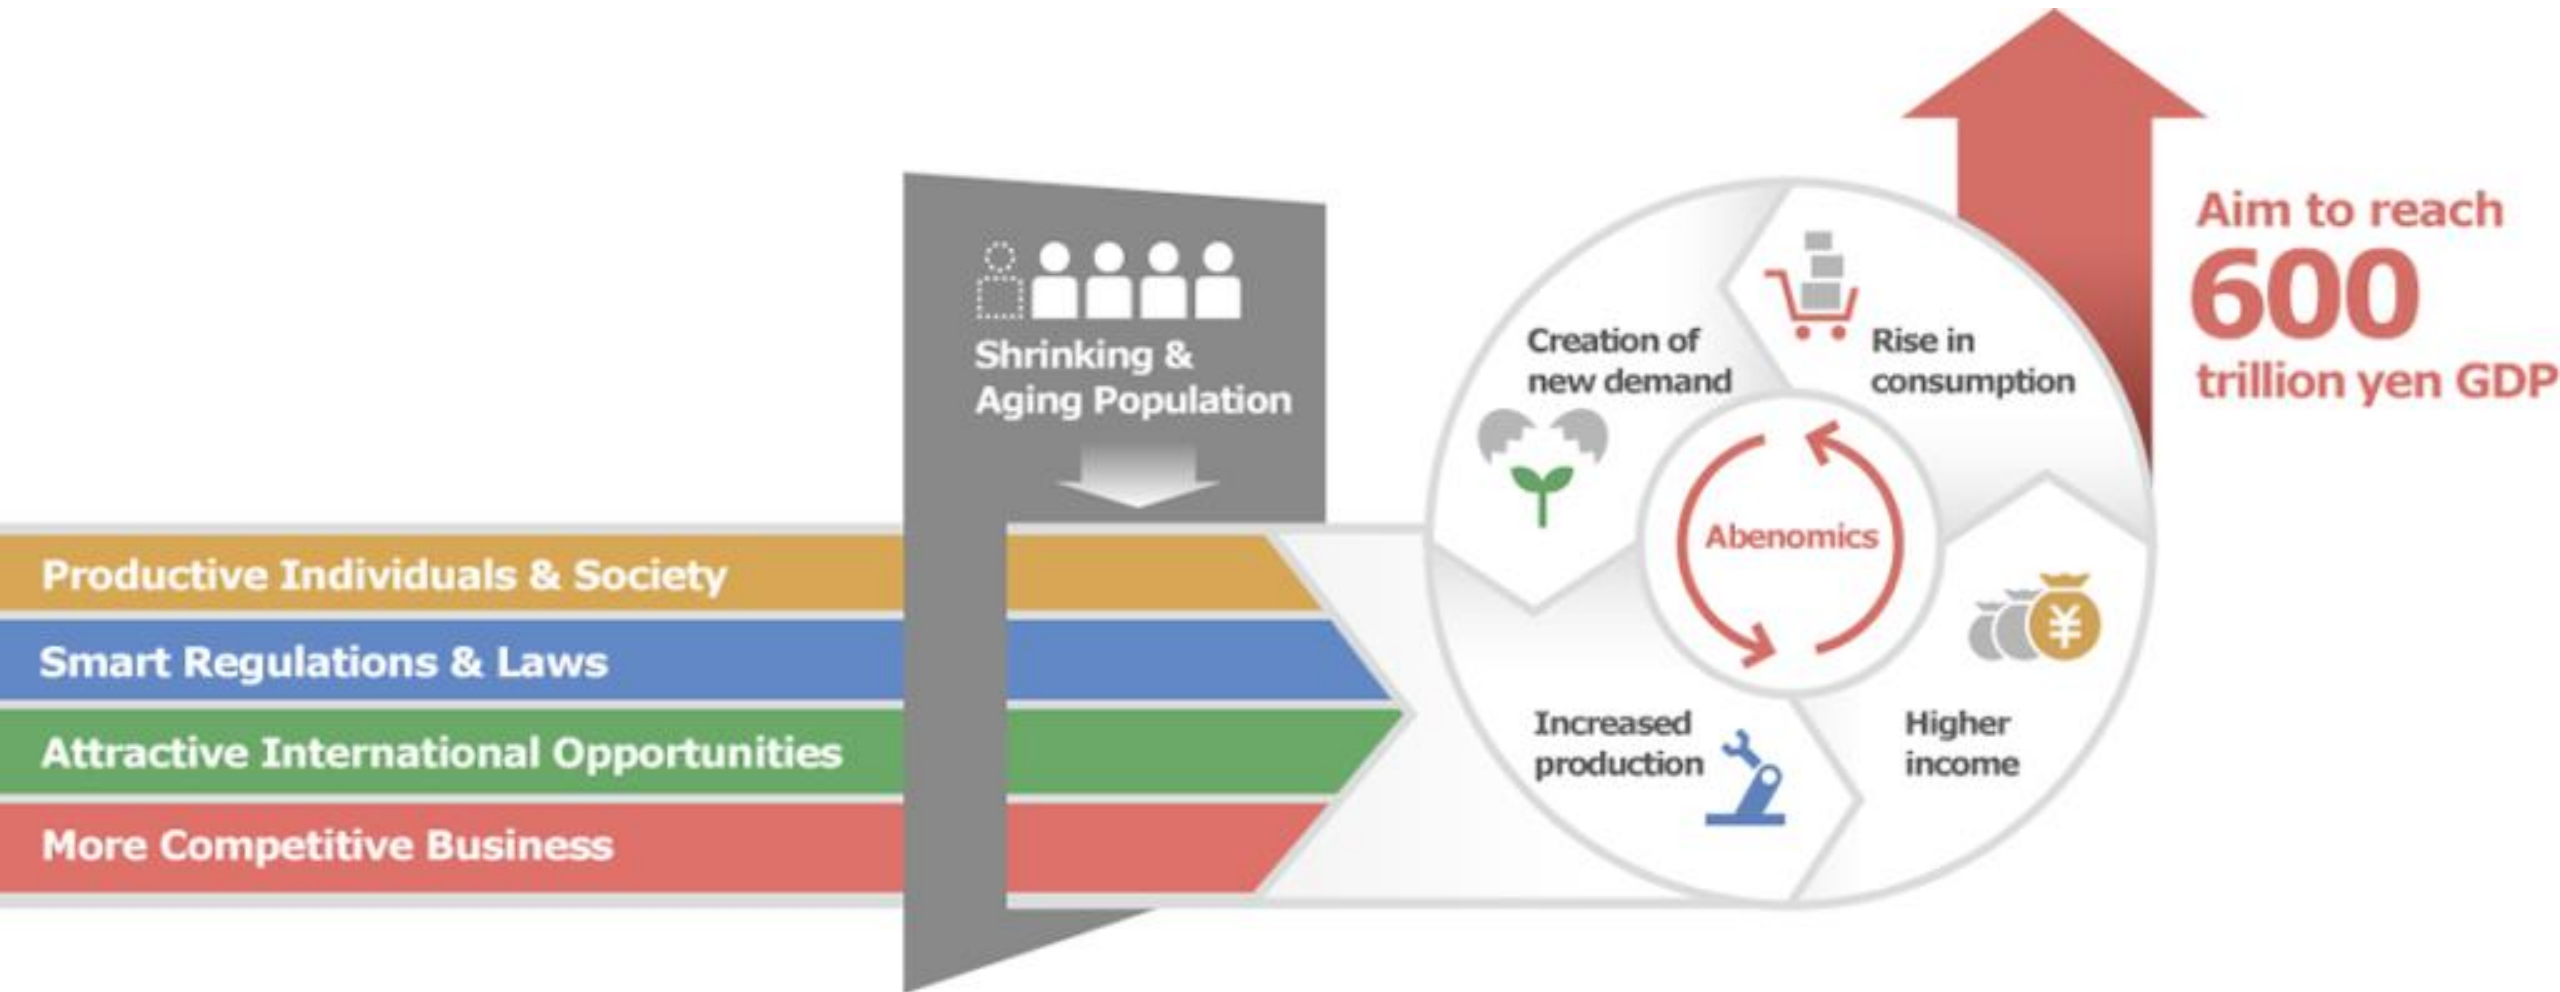 Productive Individuals & Society
Smart Regulations & Laws
Attractive International Opportunities
More Competitive Business
Shrinking &
Aging Population
Creation of
new demand
Rise in
consumption
Abenomics
¥
Increased
production
Higher
income
Aim to reach
600
trillion yen GDP